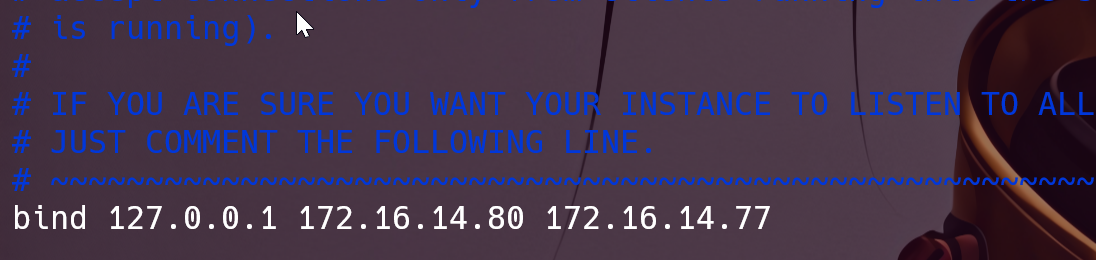 # is running).
#
# IF YOU ARE SURE YOU WANT YOUR INSTANCE TO LISTEN TO ALL
# JUST COMMENT THE FOLLOWING LINE.
# ~~~~~~~~~~~~~~~~~~~~~~~~~~~~~~~~~~~~~~~~~~~~~~~~~~~~~~~
bind 127.0.0.1 172.16.14.80 172.16.14.77